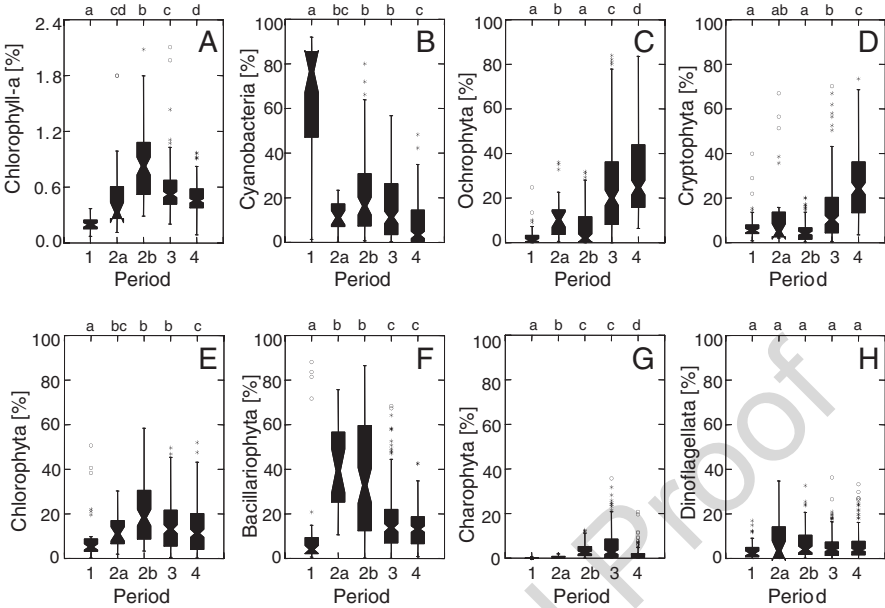 a cd b c d
A
Chlorophyll-a [%]
2.4
1.8
1.2
0.6
0.0
1 2a 2b 3 4
Period
a bc b b c
B
Cyanobacteria [%]
100
80
60
40
20
0
1 2a 2b 3 4
Period
a b a c d
C
Ochrophyta [%]
100
80
60
40
20
0
1 2a 2b 3 4
Period
a ab a b c
D
Cryptophyta [%]
100
80
60
40
20
0
1 2a 2b 3 4
Period
a bc b b c
E
Chlorophyta [%]
100
80
60
40
20
0
1 2a 2b 3 4
Period
a b b c c
F
Bacillariophyta [%]
100
80
60
40
20
0
1 2a 2b 3 4
Period
a b c c d
G
Charophyta [%]
100
80
60
40
20
0
1 2a 2b 3 4
Period
a a a a a
H
Dinoflagellata [%]
100
80
60
40
20
0
1 2a 2b 3 4
Period
Proof